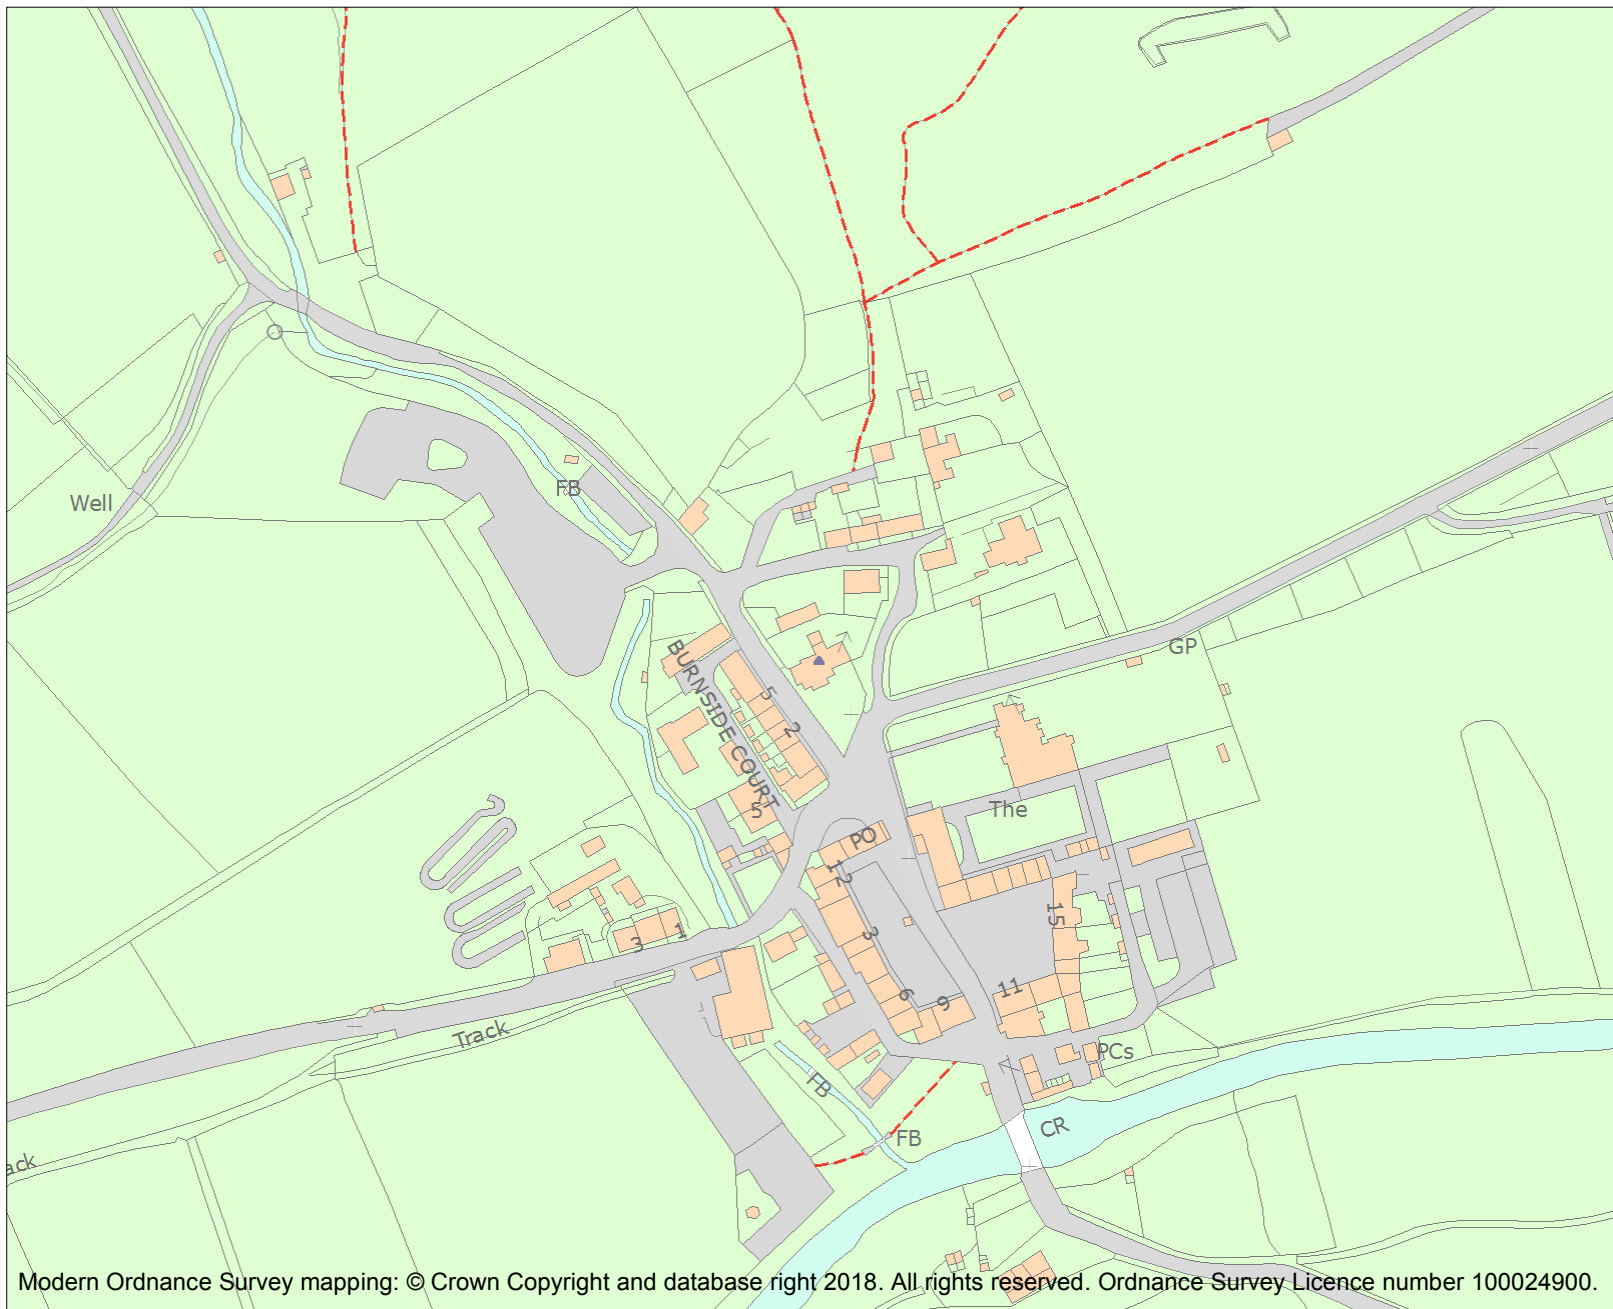 Well
FB
GP
BURNSIDE COURT
5
2
5
The
PO
12
3
15
3
1
6
9
11
Track
PCs
FB
FB
CR
ack
Modern Ordnance Survey mapping: © Crown Copyright and database right 2018. All rights reserved. Ordnance Survey Licence number 100024900.